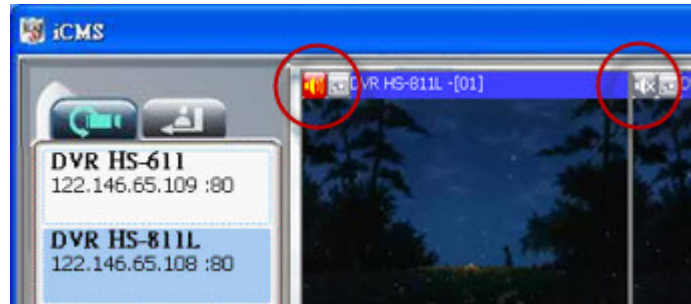 iCMS
DVR HS-811L -[01]
DVR HS-611
122.146.65.109 :80
DVR HS-811L
122.146.65.108 :80